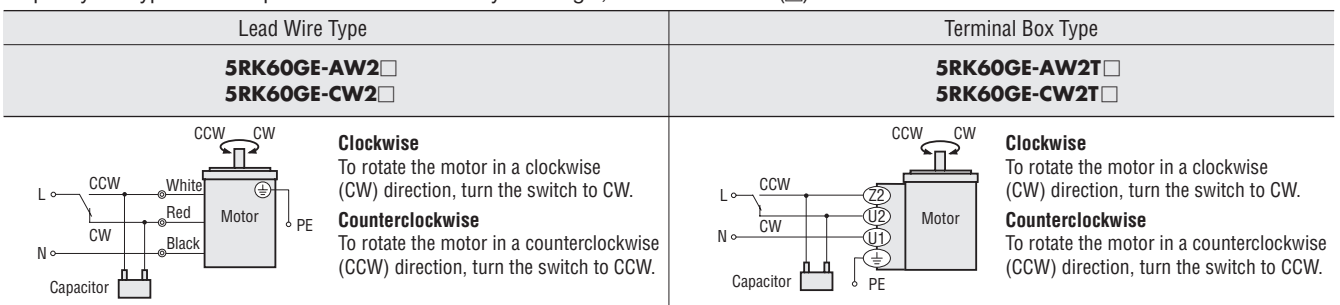 Lead Wire Type
Terminal Box Type
5RK60GE-AW2□
5RK60GE-CW2□
5RK60GE-AW2T□
5RK60GE-CW2T□
CCW CW
L
CCW
CW
N
White
Red
Black
Motor
PE
Capacitor
Clockwise
To rotate the motor in a clockwise
(CW) direction, turn the switch to CW.
Counterclockwise
To rotate the motor in a counterclockwise
(CCW) direction, turn the switch to CCW.
CCW CW
L
CCW
CW
N
Z2
U2
U1
Motor
PE
Capacitor
Clockwise
To rotate the motor in a clockwise
(CW) direction, turn the switch to CW.
Counterclockwise
To rotate the motor in a counterclockwise
(CCW) direction, turn the switch to CCW.